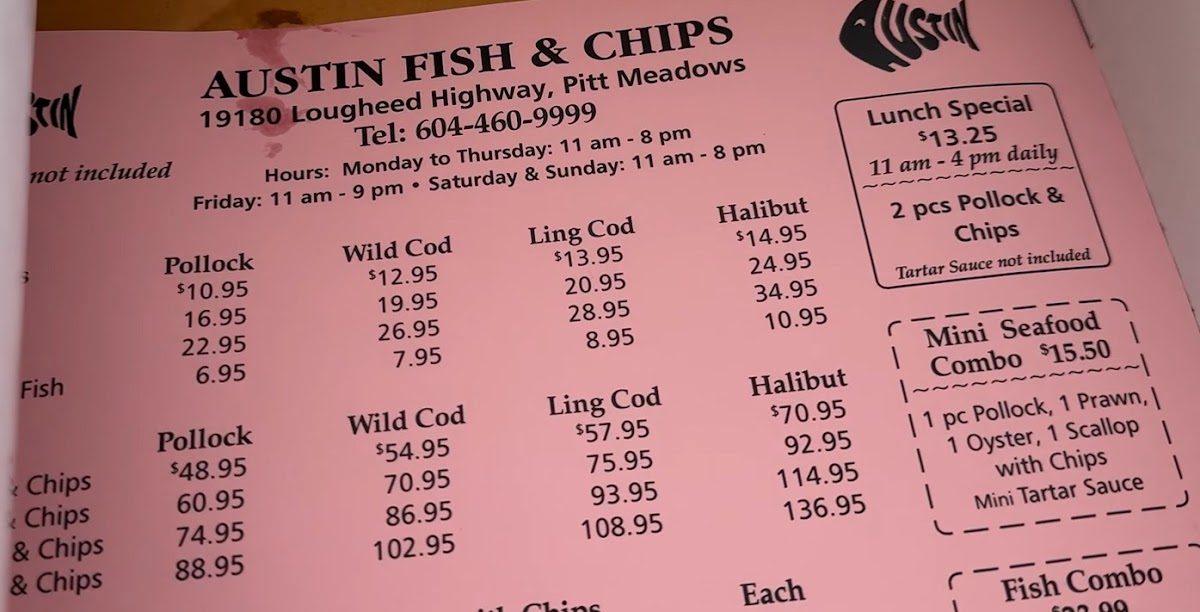 AUSTIN FISH & CHIPS
19180 Lougheed Highway, Pitt Meadows
Tel: 604-460-9999
Hours: Monday to Thursday: 11 am - 8 pm
Friday: 11 am - 9 pm • Saturday & Sunday: 11 am - 8 pm
TIN
not included
AUSTIN
Pollock Wild Cod Ling Cod Halibut
s $10.95 $12.95 $13.95 $14.95
16.95 19.95 20.95 24.95
22.95 26.95 28.95 34.95
Fish 6.95 7.95 8.95 10.95
Pollock Wild Cod Ling Cod Halibut
& Chips $48.95 $54.95 $57.95 $70.95
& Chips 60.95 70.95 75.95 92.95
& Chips 74.95 86.95 93.95 114.95
& Chips 88.95 102.95 108.95 136.95
Chips Each
Lunch Special
$13.25
11 am - 4 pm daily
2 pcs Pollock &
Chips
Tartar Sauce not included
Mini Seafood
Combo $15.50
1 pc Pollock, 1 Prawn,
1 Oyster, 1 Scallop
with Chips
Mini Tartar Sauce
Fish Combo